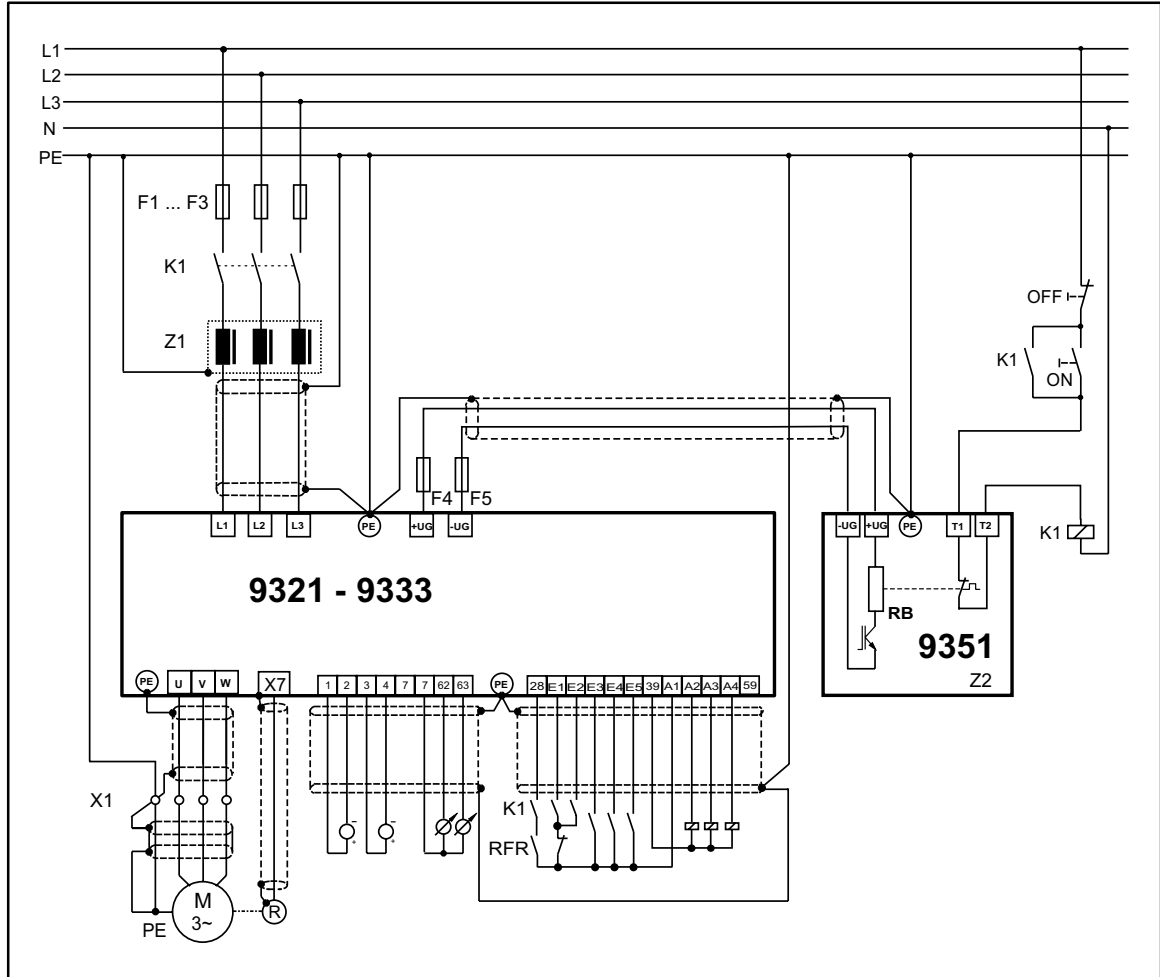 L1
L2
L3
N
PE
F1 ... F3
K1
Z1
OFF
K1
ON
F4
F5
K1
L1 L2 L3 PE +UG -UG
-UG +UG PE T1 T2
9321 - 9333
RB
9351
Z2
PE U V W X7 1 2 3 4 7 7 62 63 PE 28 E1 E2 E3 E4 E5 39 A1 A2 A3 A4 59
X1
K1
RFR
− + − +
PE
M
3~
R